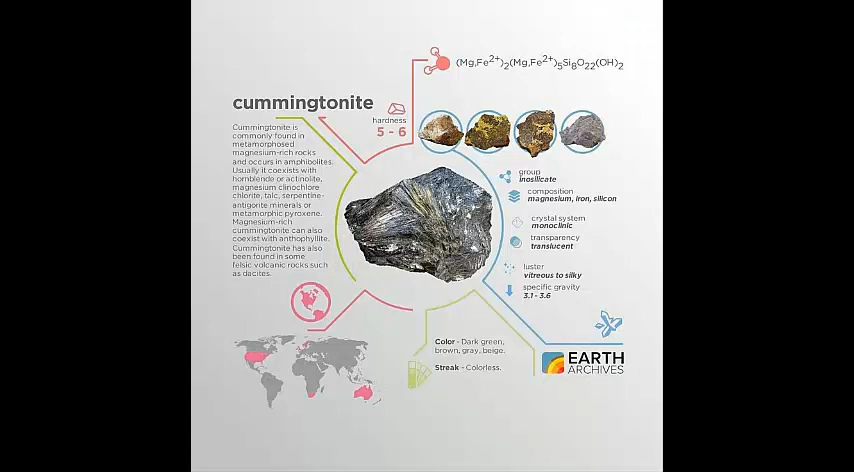 (Mg,Fe2+)2(Mg,Fe2+)5Si8O22(OH)2
cummingtonite
hardness
5 - 6
Cummingtonite is
commonly found in
metamorphosed
magnesium-rich rocks
and occurs in amphibolites.
Usually it coexists with
hornblende or actinolite,
magnesium clinochlore
chlorite, talc, serpentine-
antigorite minerals or
metamorphic pyroxene.
Magnesium-rich
cummingtonite can also
coexist with anthophyllite.
Cummingtonite has also
been found in some
felsic volcanic rocks such
as dacites.
group
inosilicate
composition
magnesium, iron, silicon
crystal system
monoclinic
transparency
translucent
luster
vitreous to silky
specific gravity
3.1 - 3.6
Color - Dark green,
brown, gray, beige.
Streak - Colorless.
EARTH
ARCHIVES